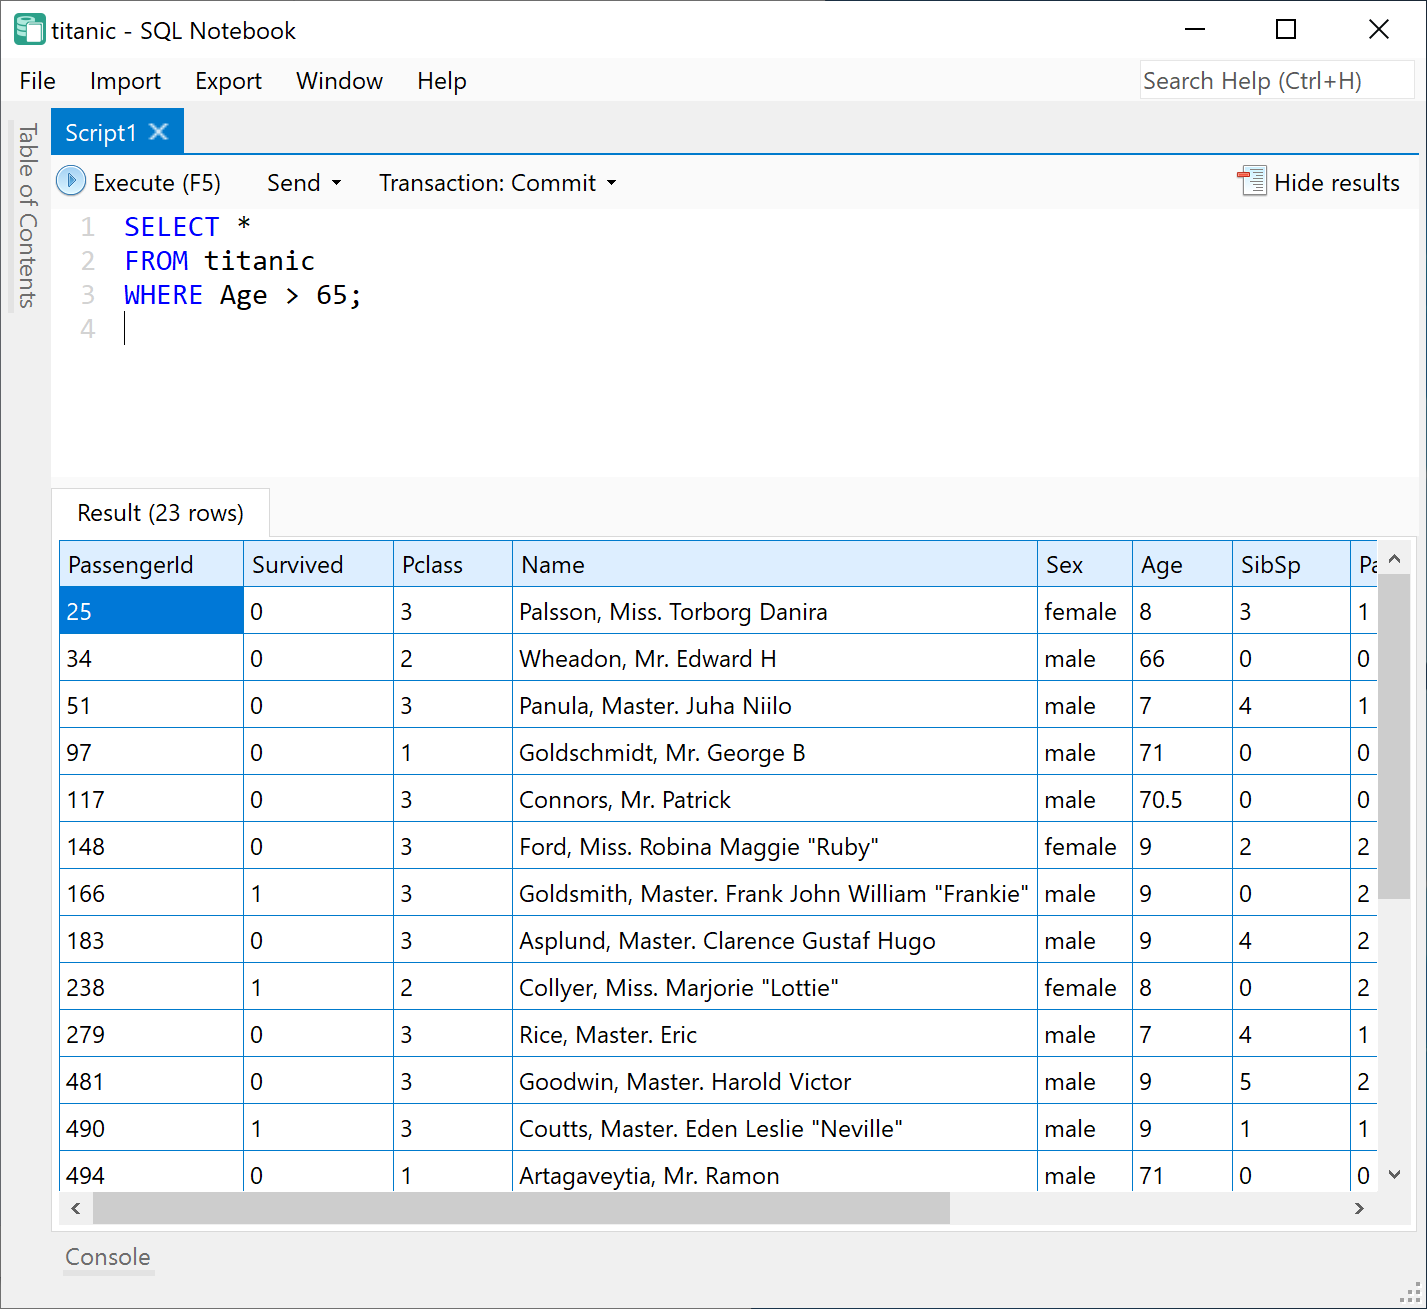 titanic - SQL Notebook
File Import Export Window Help Search Help (Ctrl+H)
Table of Contents
Script1
Execute (F5) Send Transaction: Commit Hide results
1 SELECT *
2 FROM titanic
3 WHERE Age > 65;
4
Result (23 rows)
PassengerId Survived Pclass Name Sex Age SibSp Pa
25 0 3 Palsson, Miss. Torborg Danira female 8 3 1
34 0 2 Wheadon, Mr. Edward H male 66 0 0
51 0 3 Panula, Master. Juha Niilo male 7 4 1
97 0 1 Goldschmidt, Mr. George B male 71 0 0
117 0 3 Connors, Mr. Patrick male 70.5 0 0
148 0 3 Ford, Miss. Robina Maggie "Ruby" female 9 2 2
166 1 3 Goldsmith, Master. Frank John William "Frankie" male 9 0 2
183 0 3 Asplund, Master. Clarence Gustaf Hugo male 9 4 2
238 1 2 Collyer, Miss. Marjorie "Lottie" female 8 0 2
279 0 3 Rice, Master. Eric male 7 4 1
481 0 3 Goodwin, Master. Harold Victor male 9 5 2
490 1 3 Coutts, Master. Eden Leslie "Neville" male 9 1 1
494 0 1 Artagaveytia, Mr. Ramon male 71 0 0
Console